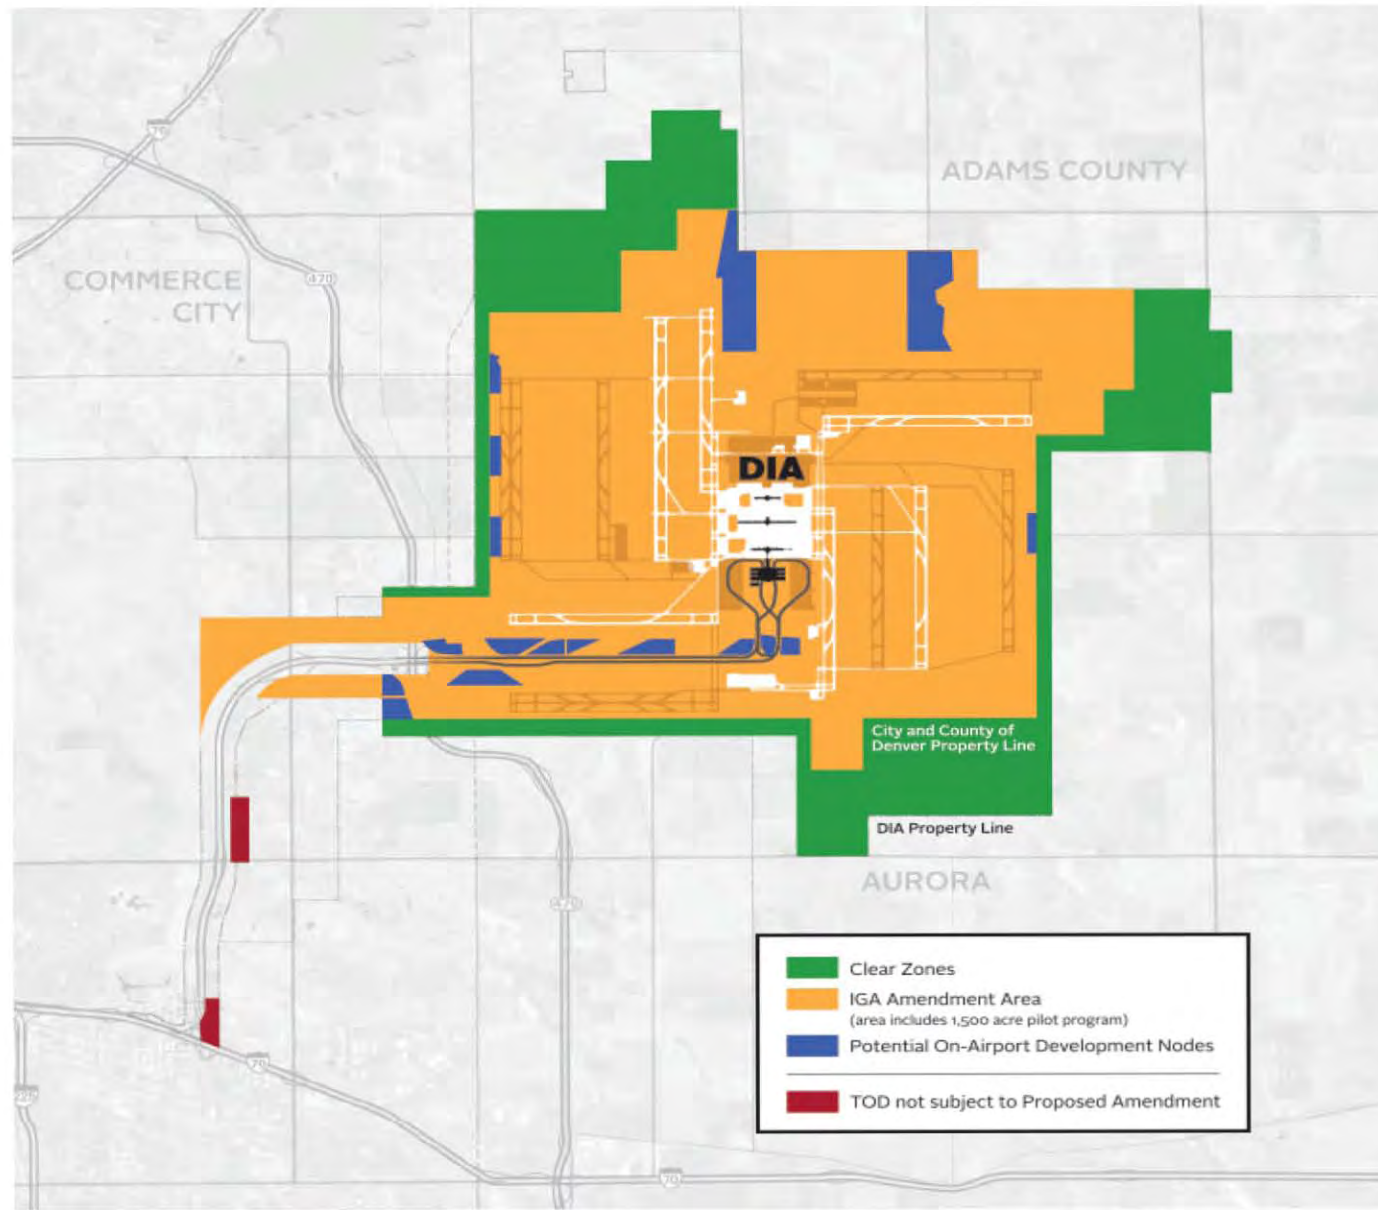 ADAMS COUNTY
COMMERCE
CITY
470
DIA
City and County of
Denver Property Line
DIA Property Line
AURORA
470
70
70
Clear Zones
IGA Amendment Area
(area includes 1,500 acre pilot program)
Potential On-Airport Development Nodes
TOD not subject to Proposed Amendment